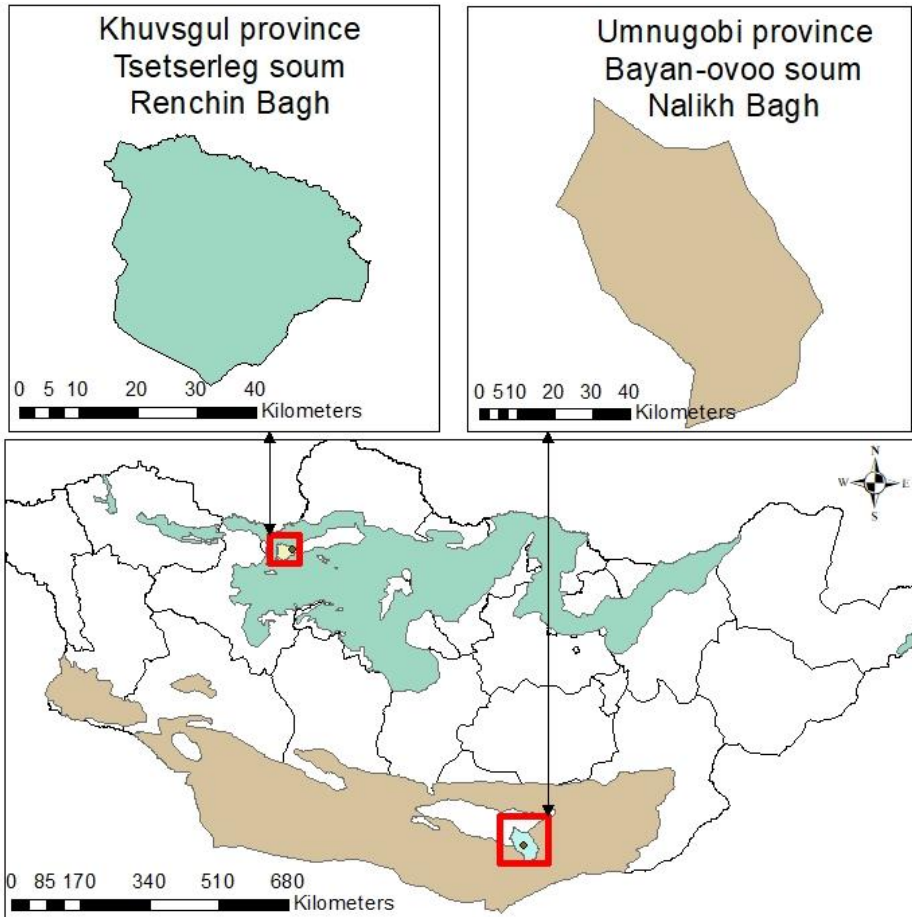 Khuvsgul province
Tsetserleg soum
Renchin Bagh
0 5 10 20 30 40
Kilometers
Umnugobi province
Bayan-ovoo soum
Nalikh Bagh
0 510 20 30 40
Kilometers
N
W E
S
0 85 170 340 510 680
Kilometers